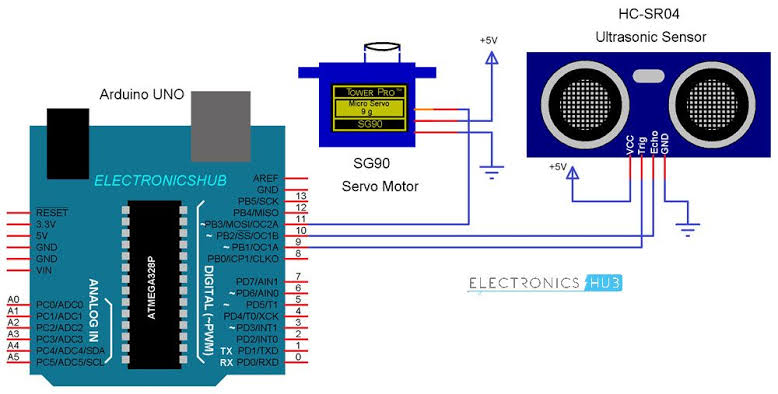 HC-SR04
Ultrasonic Sensor
+5V
Arduino UNO
TOWER PRO™
Micro Servo
9 g
SG90
SG90
Servo Motor
VCC
Trig
Echo
GND
+5V
ELECTRONICSHUB
ATMEGA328P
ANALOG IN
DIGITAL (~PWM)
RESET
3.3V
5V
GND
GND
VIN
A0 PC0/ADC0
A1 PC1/ADC1
A2 PC2/ADC2
A3 PC3/ADC3
A4 PC4/ADC4/SDA
A5 PC5/ADC5/SCL
AREF
GND
PB5/SCK 13
PB4/MISO 12
~PB3/MOSI/OC2A 11
~ PB2/SS/OC1B 10
~ PB1/OC1A 9
PB0/ICP1/CLKO 8
PD7/AIN1 7
~ PD6/AIN0 6
~ PD5/T1 5
PD4/T0/XCK 4
~ PD3/INT1 3
PD2/INT0 2
TX PD1/TXD 1
RX PD0/RXD 0
ELECTRONICS HUB